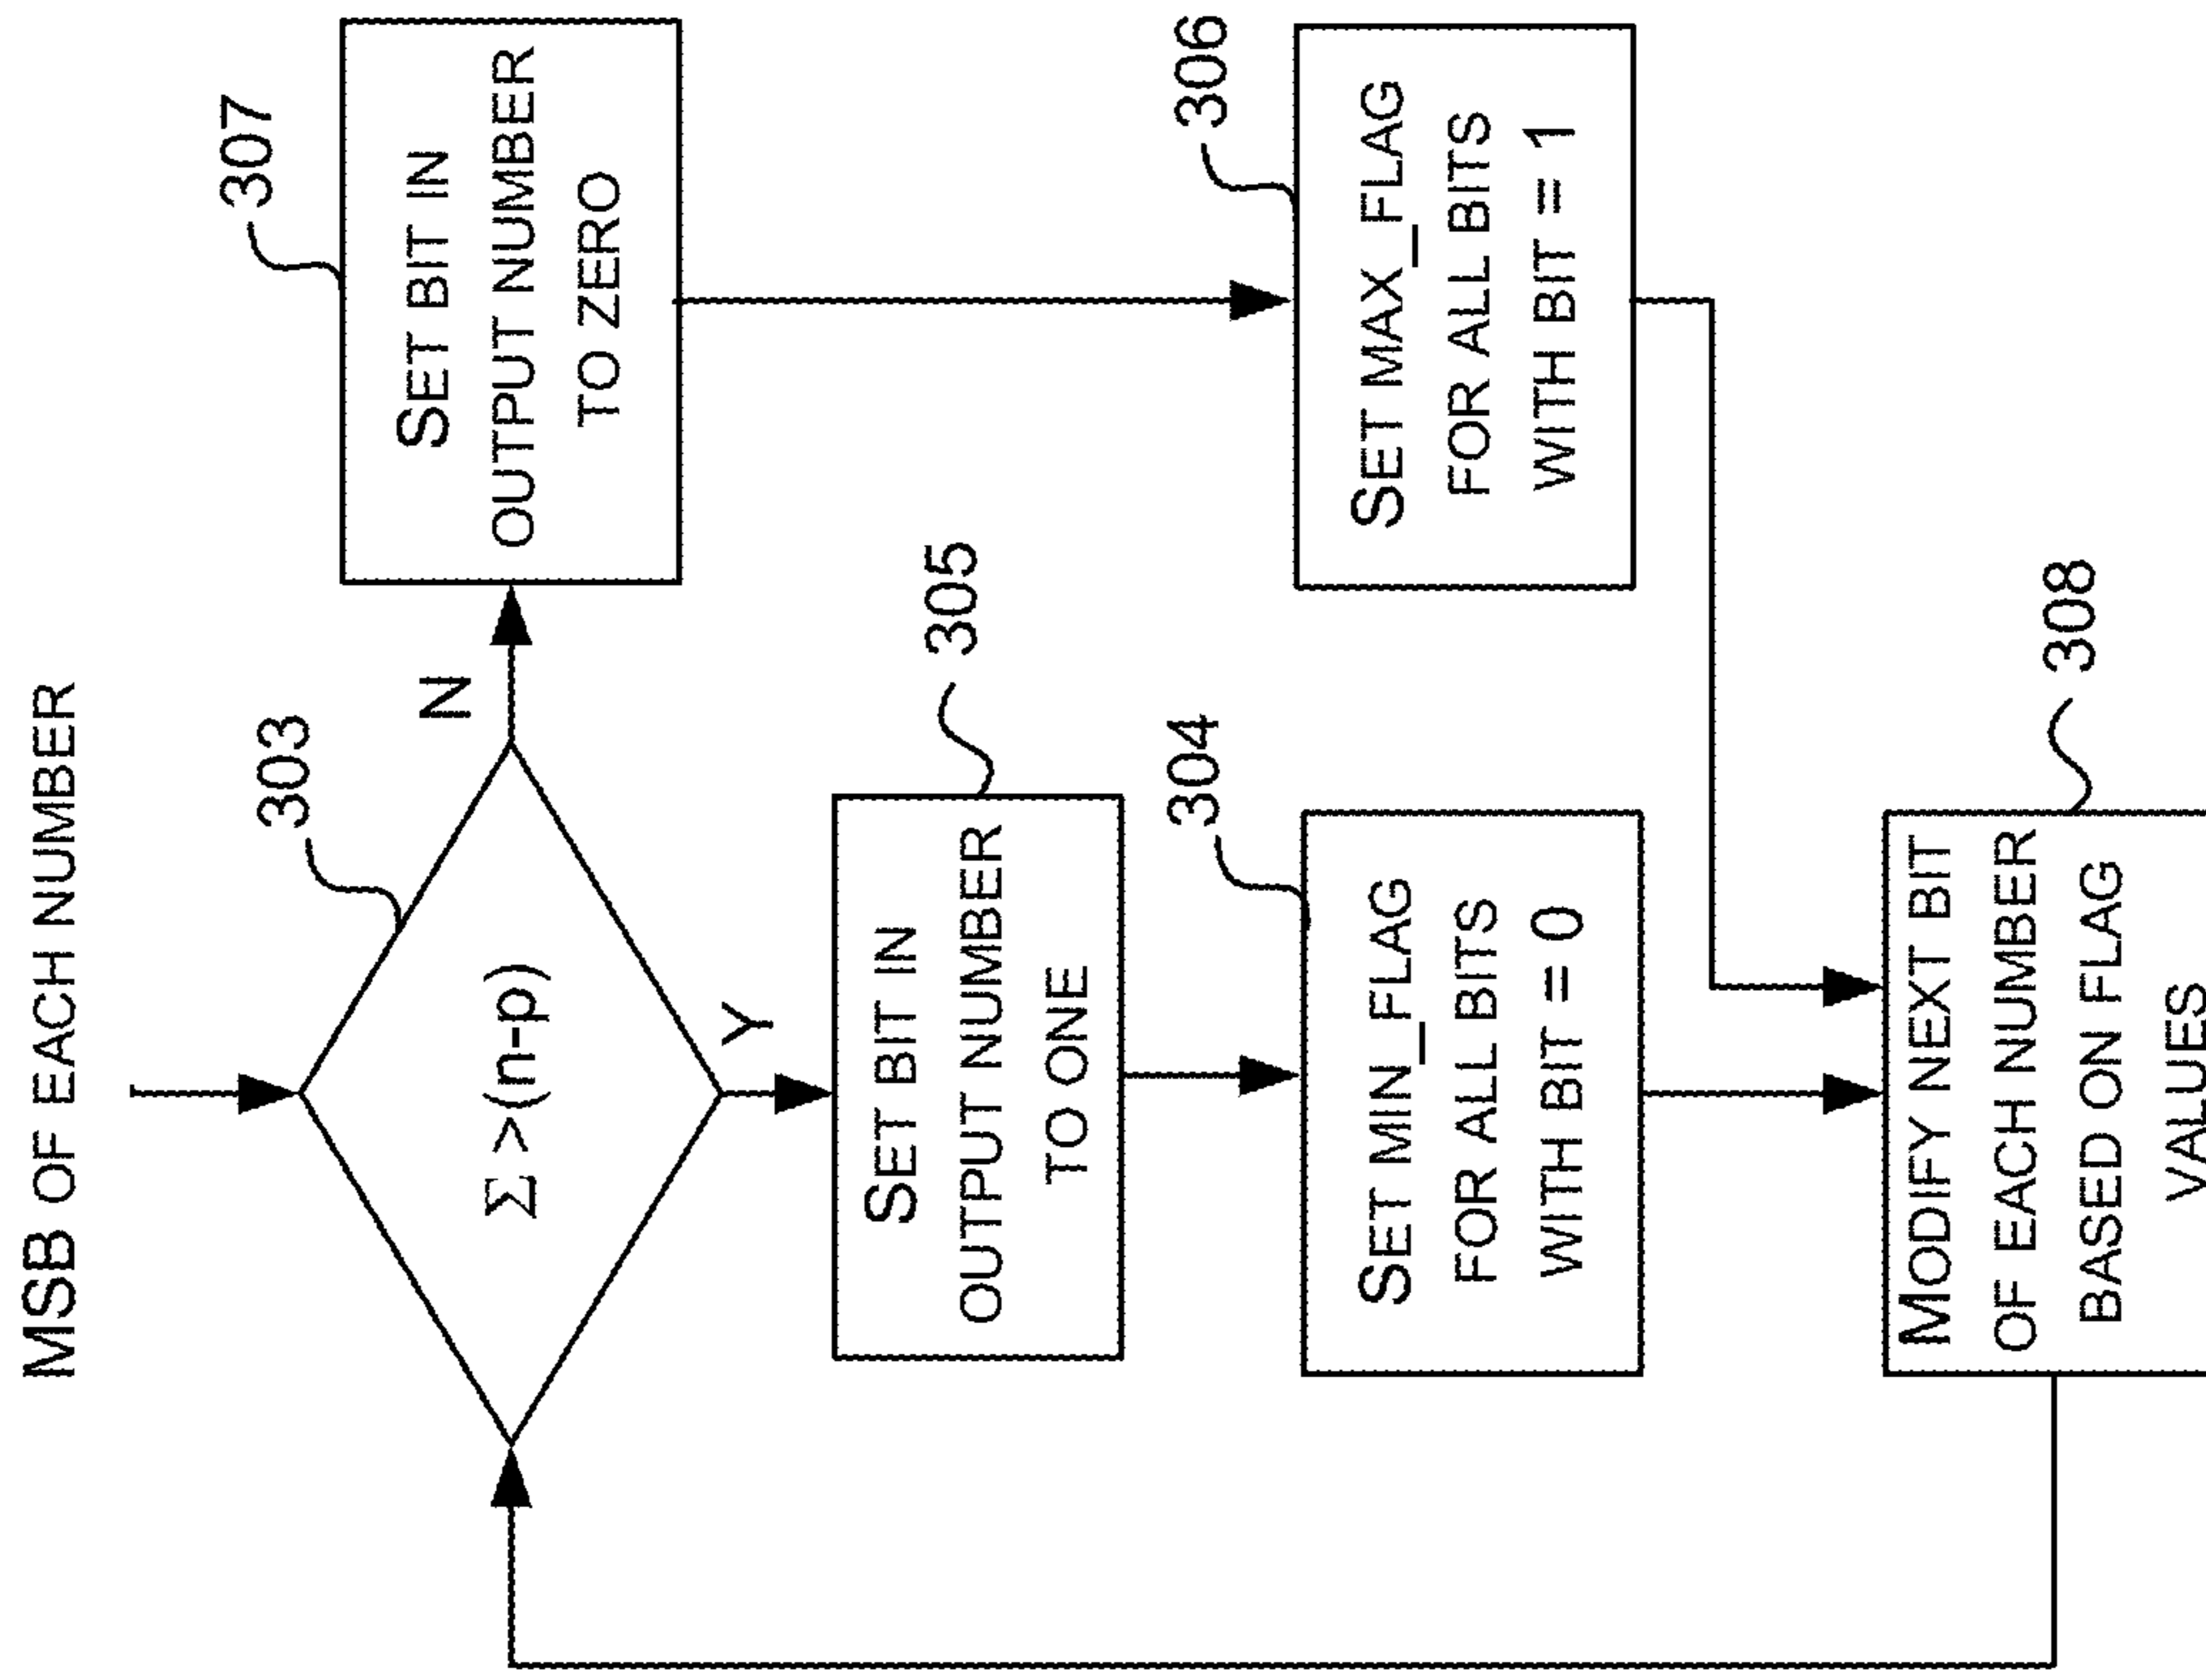 MSB OF EACH NUMBER
303
Σ >(n-p)
N
Y
307
SET BIT IN
OUTPUT NUMBER
TO ZERO
305
SET BIT IN
OUTPUT NUMBER
TO ONE
304
SET MIN_FLAG
FOR ALL BITS
WITH BIT = 0
306
SET MAX_FLAG
FOR ALL BITS
WITH BIT = 1
308
MODIFY NEXT BIT
OF EACH NUMBER
BASED ON FLAG
VALUES